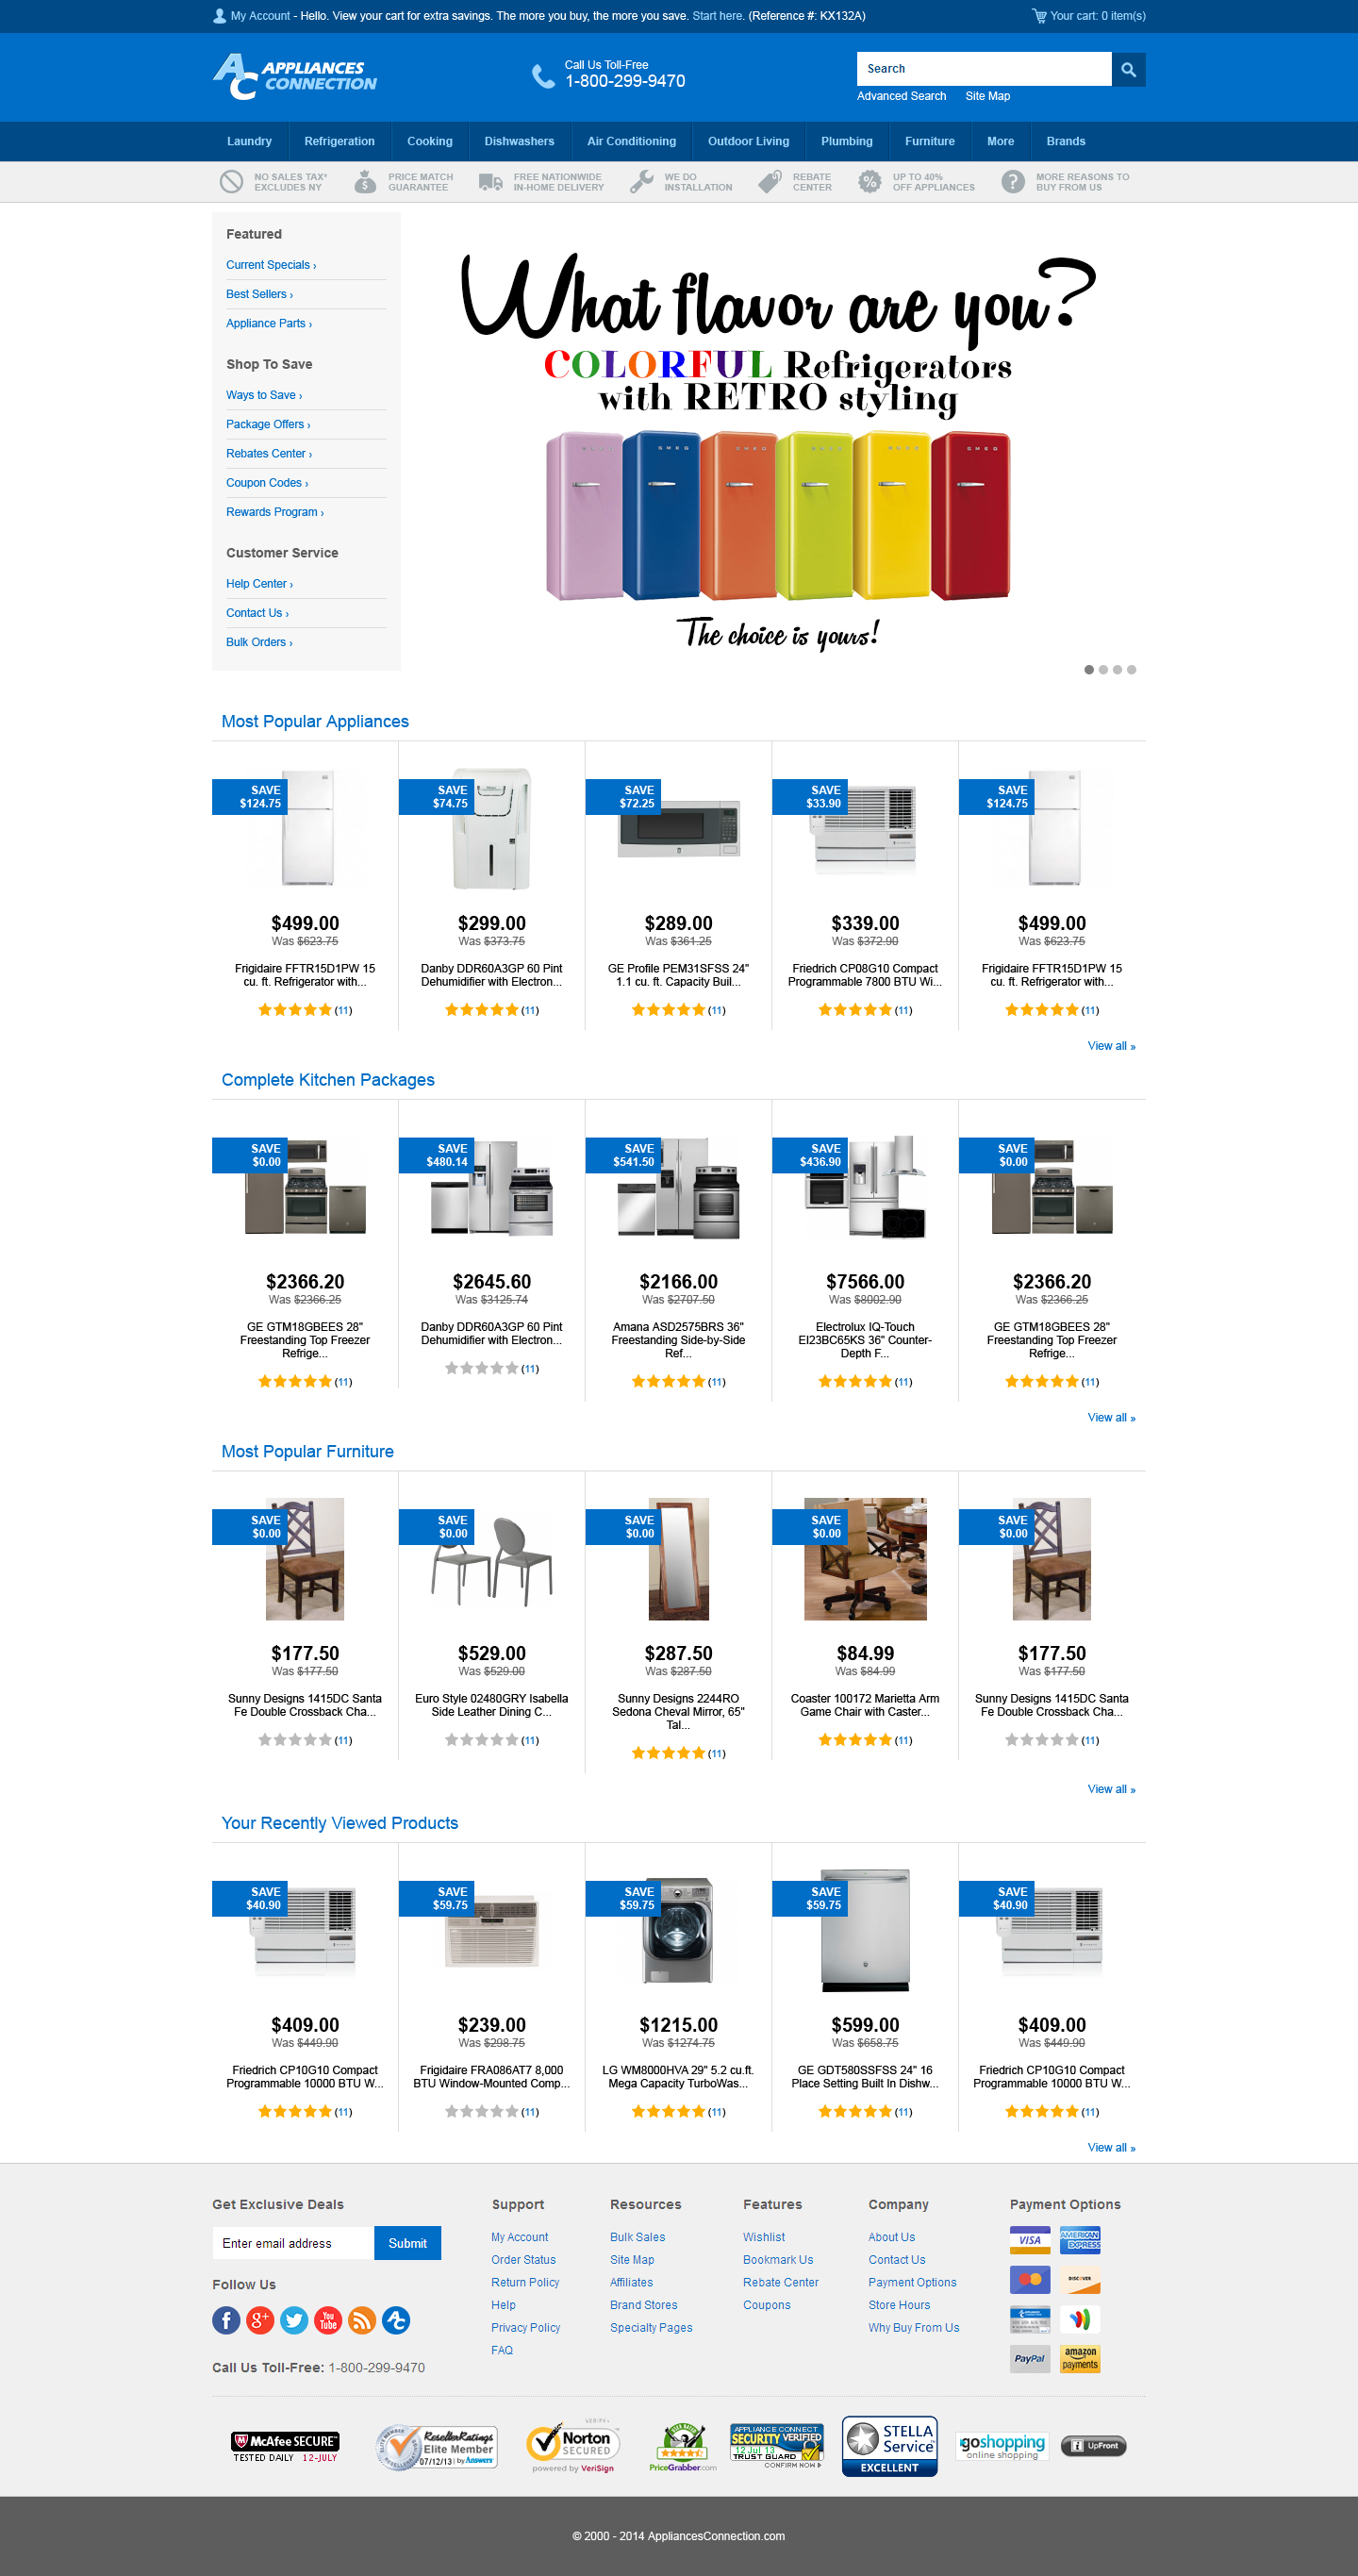 My Account - Hello. View your cart for extra savings. The more you buy, the more you save. Start here. (Reference #: KX132A)
Your cart: 0 item(s)
AC APPLIANCES CONNECTION
Call Us Toll-Free
1-800-299-9470
Search
Advanced Search Site Map
Laundry Refrigeration Cooking Dishwashers Air Conditioning Outdoor Living Plumbing Furniture More Brands
NO SALES TAX* EXCLUDES NY
PRICE MATCH GUARANTEE
FREE NATIONWIDE IN-HOME DELIVERY
WE DO INSTALLATION
REBATE CENTER
UP TO 40% OFF APPLIANCES
MORE REASONS TO BUY FROM US
Featured
Current Specials ›
Best Sellers ›
Appliance Parts ›
Shop To Save
Ways to Save ›
Package Offers ›
Rebates Center ›
Coupon Codes ›
Rewards Program ›
Customer Service
Help Center ›
Contact Us ›
Bulk Orders ›
What flavor are you?
COLORFUL Refrigerators
with RETRO styling
SMEG SMEG SMEG SMEG SMEG SMEG
The choice is yours!
Most Popular Appliances
SAVE $124.75
SAVE $74.75
SAVE $72.25
SAVE $33.90
SAVE $124.75
$499.00 $299.00 $289.00 $339.00 $499.00
Was $623.75 Was $373.75 Was $361.25 Was $372.90 Was $623.75
Frigidaire FFTR15D1PW 15 cu. ft. Refrigerator with...
Danby DDR60A3GP 60 Pint Dehumidifier with Electron...
GE Profile PEM31SFSS 24" 1.1 cu. ft. Capacity Buil...
Friedrich CP08G10 Compact Programmable 7800 BTU Wi...
Frigidaire FFTR15D1PW 15 cu. ft. Refrigerator with...
(11) (11) (11) (11) (11)
View all »
Complete Kitchen Packages
SAVE $0.00
SAVE $480.14
SAVE $541.50
SAVE $436.90
SAVE $0.00
$2366.20 $2645.60 $2166.00 $7566.00 $2366.20
Was $2366.25 Was $3125.74 Was $2707.50 Was $8002.90 Was $2366.25
GE GTM18GBEES 28" Freestanding Top Freezer Refrige...
Danby DDR60A3GP 60 Pint Dehumidifier with Electron...
Amana ASD2575BRS 36" Freestanding Side-by-Side Ref...
Electrolux IQ-Touch EI23BC65KS 36" Counter-Depth F...
GE GTM18GBEES 28" Freestanding Top Freezer Refrige...
(11) (11) (11) (11) (11)
View all »
Most Popular Furniture
SAVE $0.00
SAVE $0.00
SAVE $0.00
SAVE $0.00
SAVE $0.00
$177.50 $529.00 $287.50 $84.99 $177.50
Was $177.50 Was $529.00 Was $287.50 Was $84.99 Was $177.50
Sunny Designs 1415DC Santa Fe Double Crossback Cha...
Euro Style 02480GRY Isabella Side Leather Dining C...
Sunny Designs 2244RO Sedona Cheval Mirror, 65" Tal...
Coaster 100172 Marietta Arm Game Chair with Caster...
Sunny Designs 1415DC Santa Fe Double Crossback Cha...
(11) (11) (11) (11) (11)
View all »
Your Recently Viewed Products
SAVE $40.90
SAVE $59.75
SAVE $59.75
SAVE $59.75
SAVE $40.90
$409.00 $239.00 $1215.00 $599.00 $409.00
Was $449.90 Was $298.75 Was $1274.75 Was $658.75 Was $449.90
Friedrich CP10G10 Compact Programmable 10000 BTU W...
Frigidaire FRA086AT7 8,000 BTU Window-Mounted Comp...
LG WM8000HVA 29" 5.2 cu.ft. Mega Capacity TurboWas...
GE GDT580SSFSS 24" 16 Place Setting Built In Dishw...
Friedrich CP10G10 Compact Programmable 10000 BTU W...
(11) (11) (11) (11) (11)
View all »
Get Exclusive Deals
Enter email address Submit
Follow Us
f g+ You Tube AC
Call Us Toll-Free: 1-800-299-9470
Support
My Account
Order Status
Return Policy
Help
Privacy Policy
FAQ
Resources
Bulk Sales
Site Map
Affiliates
Brand Stores
Specialty Pages
Features
Wishlist
Bookmark Us
Rebate Center
Coupons
Company
About Us
Contact Us
Payment Options
Store Hours
Why Buy From Us
Payment Options
VISA AMERICAN EXPRESS
DISCOVER
PayPal amazon payments
McAfee SECURE
TESTED DAILY 12-JULY
ResellerRatings
Elite Member
07/12/13 by Answers
VERIFY
Norton
SECURED
powered by VeriSign
PriceGrabber.com
APPLIANCE CONNECT
SECURITY VERIFIED
12 Jul 13
TRUST GUARD
CONFIRM NOW
STELLA
Service
EXCELLENT
goshopping
online shopping
UpFront
© 2000 - 2014 AppliancesConnection.com